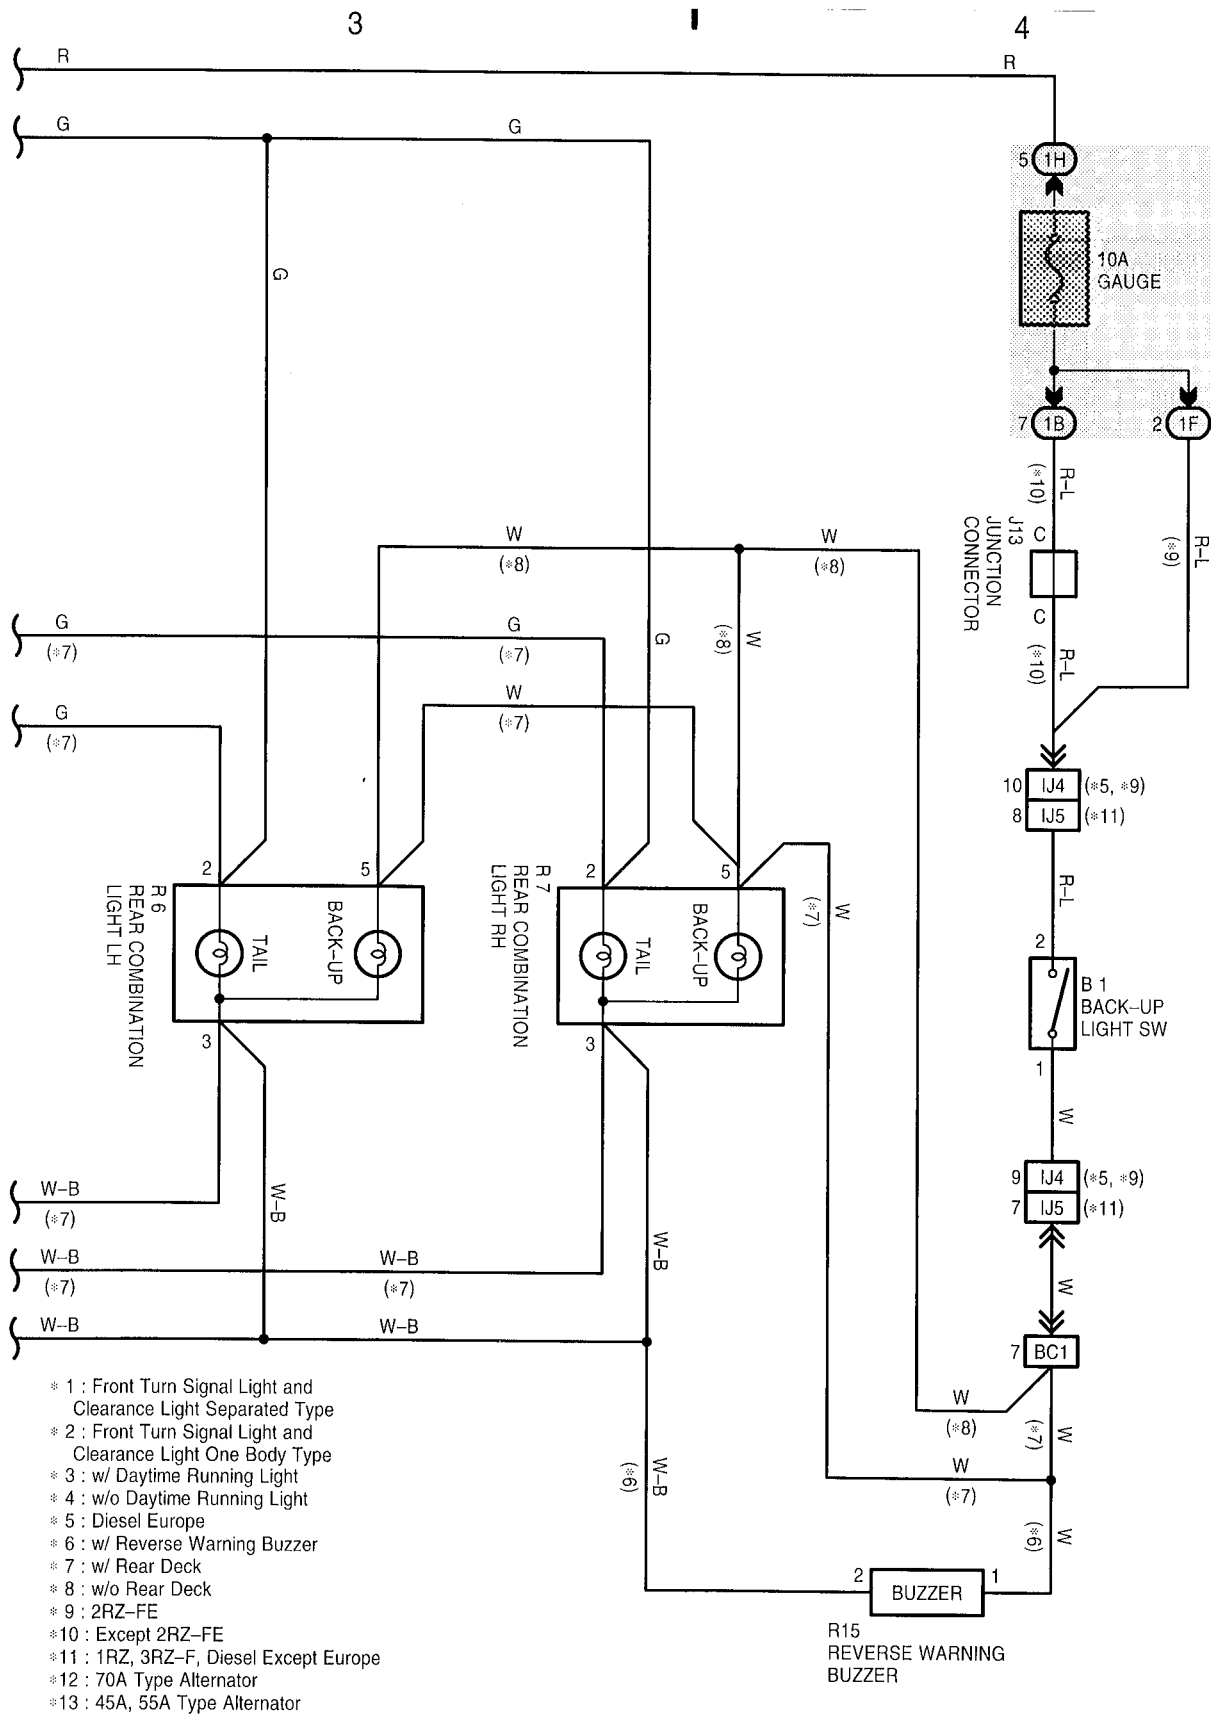 3
4
R
R
G
G
5 1H
G
10A
GAUGE
7 1B
2 1F
R–L
(*10)
J13
JUNCTION
CONNECTOR
C
C
R–L
(*9)
W
(*8)
W
(*8)
G
(*7)
G
(*7)
G
W
(*8)
R–L
(*10)
W
(*7)
G
(*7)
10 IJ4 (*5, *9)
8 IJ5 (*11)
2
5
2
5
R 6
REAR COMBINATION
LIGHT LH
TAIL
BACK–UP
R 7
REAR COMBINATION
LIGHT RH
TAIL
BACK–UP
W
(*7)
R–L
2
B 1
BACK–UP
LIGHT SW
1
3
3
W
W–B
(*7)
W–B
9 IJ4 (*5, *9)
7 IJ5 (*11)
W–B
(*7)
W–B
(*7)
W–B
W
W–B
W–B
7 BC1
W
(*8)
W
(*7)
W–B
(*6)
W
(*7)
W
(*6)
2
BUZZER
1
R15
REVERSE WARNING
BUZZER
* 1 : Front Turn Signal Light and
Clearance Light Separated Type
* 2 : Front Turn Signal Light and
Clearance Light One Body Type
* 3 : w/ Daytime Running Light
* 4 : w/o Daytime Running Light
* 5 : Diesel Europe
* 6 : w/ Reverse Warning Buzzer
* 7 : w/ Rear Deck
* 8 : w/o Rear Deck
* 9 : 2RZ–FE
*10 : Except 2RZ–FE
*11 : 1RZ, 3RZ–F, Diesel Except Europe
*12 : 70A Type Alternator
*13 : 45A, 55A Type Alternator